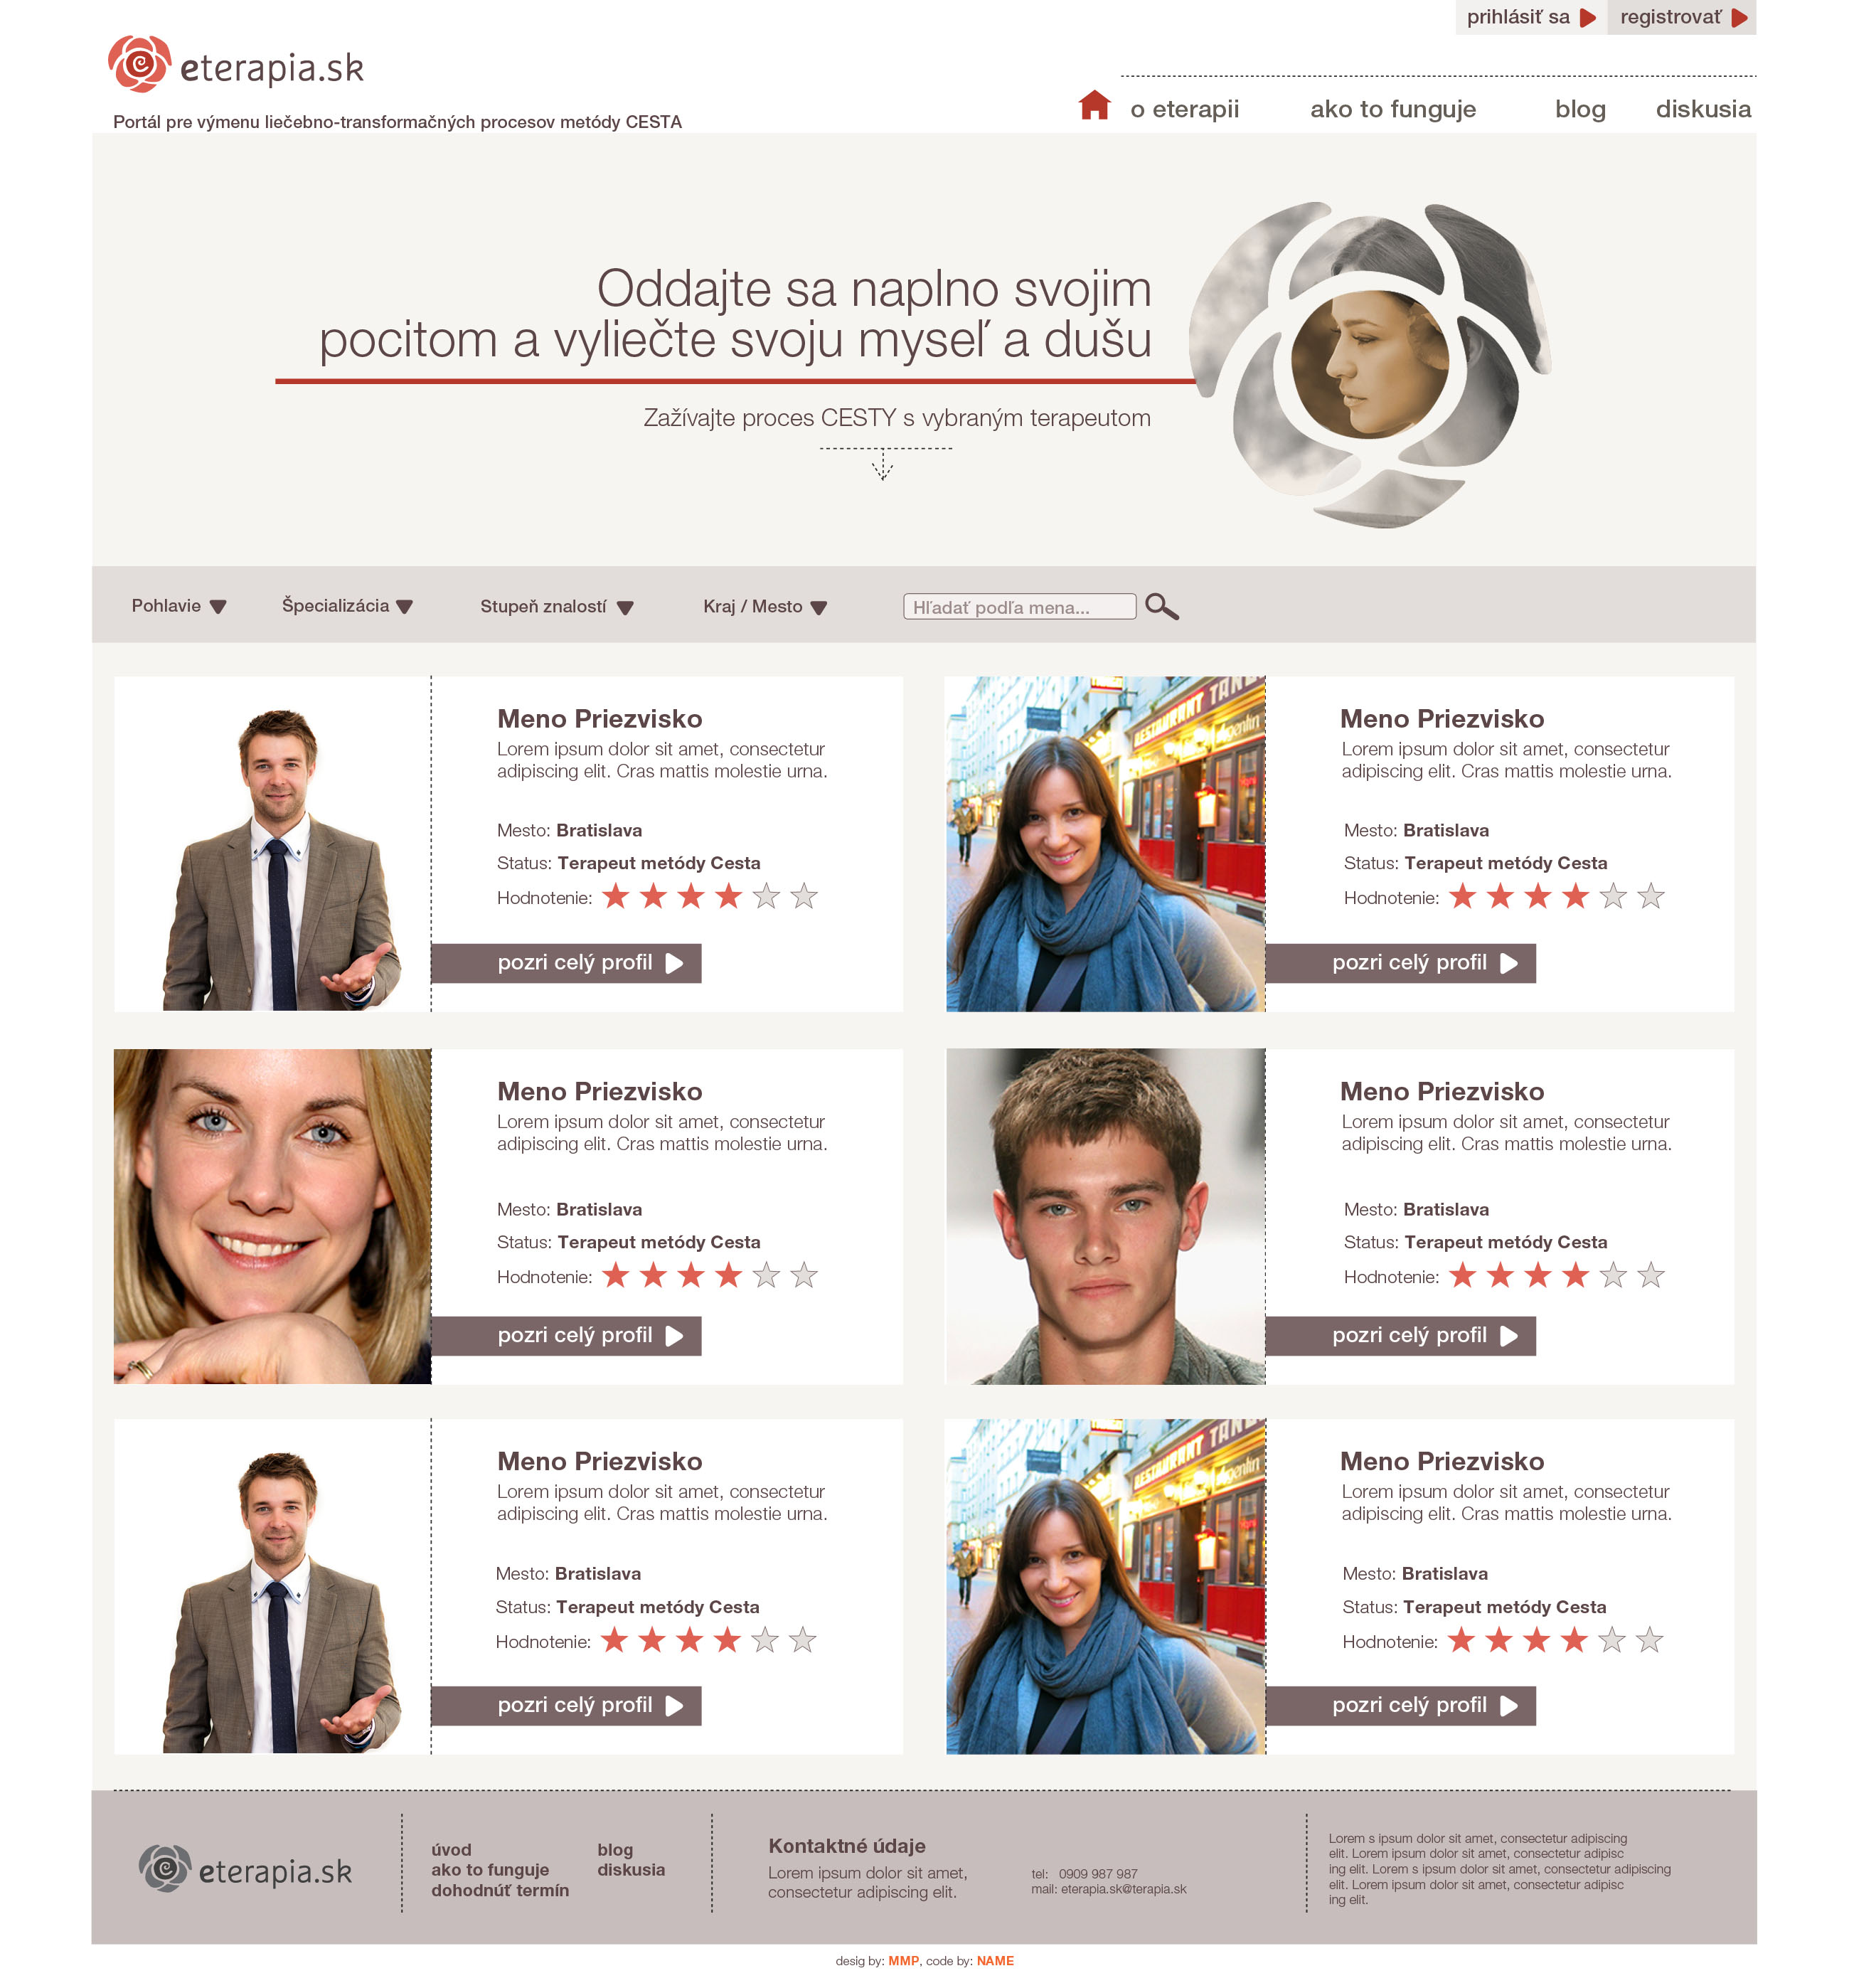 prihlásiť sa
registrovať
eterapia.sk
Portál pre výmenu liečebno-transformačných procesov metódy CESTA
o eterapii
ako to funguje
blog
diskusia
Oddajte sa naplno svojim
pocitom a vyliečte svoju myseľ a dušu
Zažívajte proces CESTY s vybraným terapeutom
Pohlavie
Špecializácia
Stupeň znalostí
Kraj / Mesto
Hľadať podľa mena...
Meno Priezvisko
Lorem ipsum dolor sit amet, consectetur
adipiscing elit. Cras mattis molestie urna.
Mesto: Bratislava
Status: Terapeut metódy Cesta
Hodnotenie:
pozri celý profil
RESTAURANT TANG
Argentin
Meno Priezvisko
Lorem ipsum dolor sit amet, consectetur
adipiscing elit. Cras mattis molestie urna.
Mesto: Bratislava
Status: Terapeut metódy Cesta
Hodnotenie:
pozri celý profil
Meno Priezvisko
Lorem ipsum dolor sit amet, consectetur
adipiscing elit. Cras mattis molestie urna.
Mesto: Bratislava
Status: Terapeut metódy Cesta
Hodnotenie:
pozri celý profil
Meno Priezvisko
Lorem ipsum dolor sit amet, consectetur
adipiscing elit. Cras mattis molestie urna.
Mesto: Bratislava
Status: Terapeut metódy Cesta
Hodnotenie:
pozri celý profil
Meno Priezvisko
Lorem ipsum dolor sit amet, consectetur
adipiscing elit. Cras mattis molestie urna.
Mesto: Bratislava
Status: Terapeut metódy Cesta
Hodnotenie:
pozri celý profil
RESTAURANT TANG
Meno Priezvisko
Lorem ipsum dolor sit amet, consectetur
adipiscing elit. Cras mattis molestie urna.
Mesto: Bratislava
Status: Terapeut metódy Cesta
Hodnotenie:
pozri celý profil
eterapia.sk
úvod
ako to funguje
dohodnúť termín
blog
diskusia
Kontaktné údaje
Lorem ipsum dolor sit amet,
consectetur adipiscing elit.
tel: 0909 987 987
mail: eterapia.sk@terapia.sk
Lorem s ipsum dolor sit amet, consectetur adipiscing
elit. Lorem ipsum dolor sit amet, consectetur adipisc
ing elit. Lorem s ipsum dolor sit amet, consectetur adipiscing
elit. Lorem ipsum dolor sit amet, consectetur adipisc
ing elit.
desig by: MMP, code by: NAME